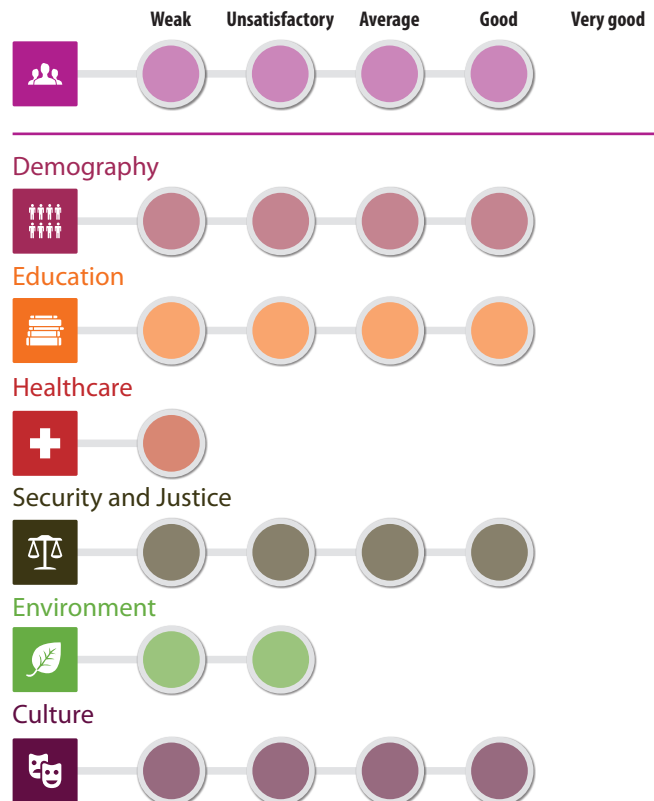 Weak Unsatisfactory Average Good Very good
Demography
Education
Healthcare
Security and Justice
Environment
Culture